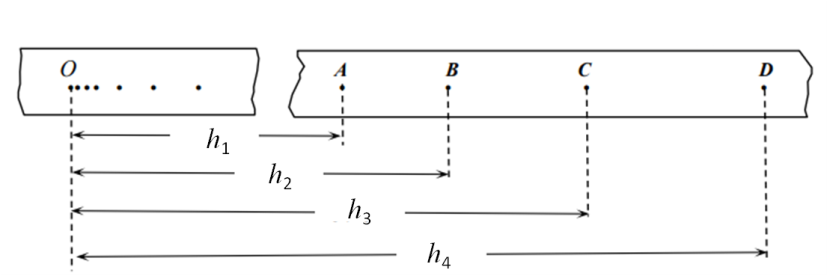 O A B C D
h₁
h₂
h₃
h₄